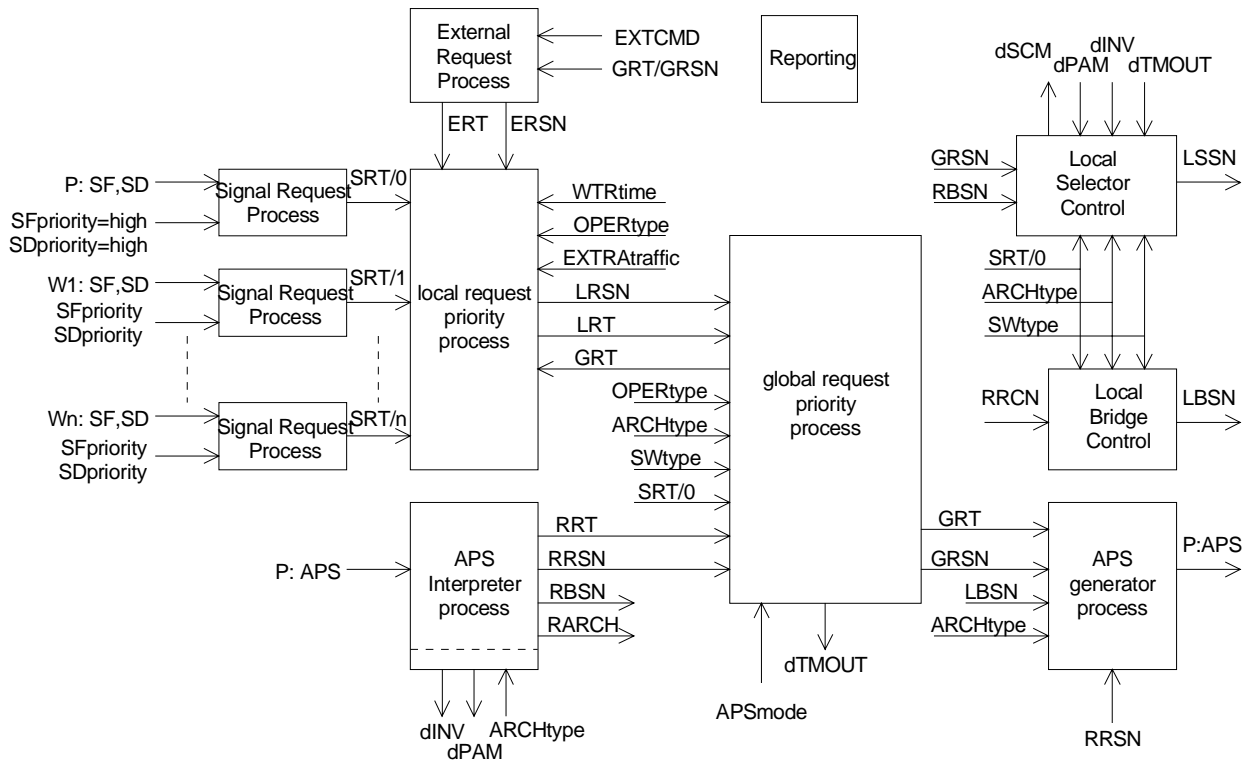 External
Request
Process
EXTCMD
GRT/GRSN
Reporting
dSCM
dINV
dPAM
dTMOUT
ERT
ERSN
P: SF,SD
SFpriority=high
SDpriority=high
Signal Request
Process
SRT/0
W1: SF,SD
SFpriority
SDpriority
Signal Request
Process
SRT/1
Wn: SF,SD
SFpriority
SDpriority
Signal Request
Process
SRT/n
local request
priority
process
WTRtime
OPERtype
EXTRAtraffic
LRSN
LRT
GRT
OPERtype
ARCHtype
SWtype
SRT/0
global request
priority
process
GRSN
RBSN
Local
Selector
Control
LSSN
SRT/0
ARCHtype
SWtype
RRCN
Local
Bridge
Control
LBSN
P: APS
APS
Interpreter
process
RRT
RRSN
RBSN
RARCH
dINV
dPAM
ARCHtype
APSmode
dTMOUT
GRT
GRSN
LBSN
ARCHtype
APS
generator
process
P:APS
RRSN